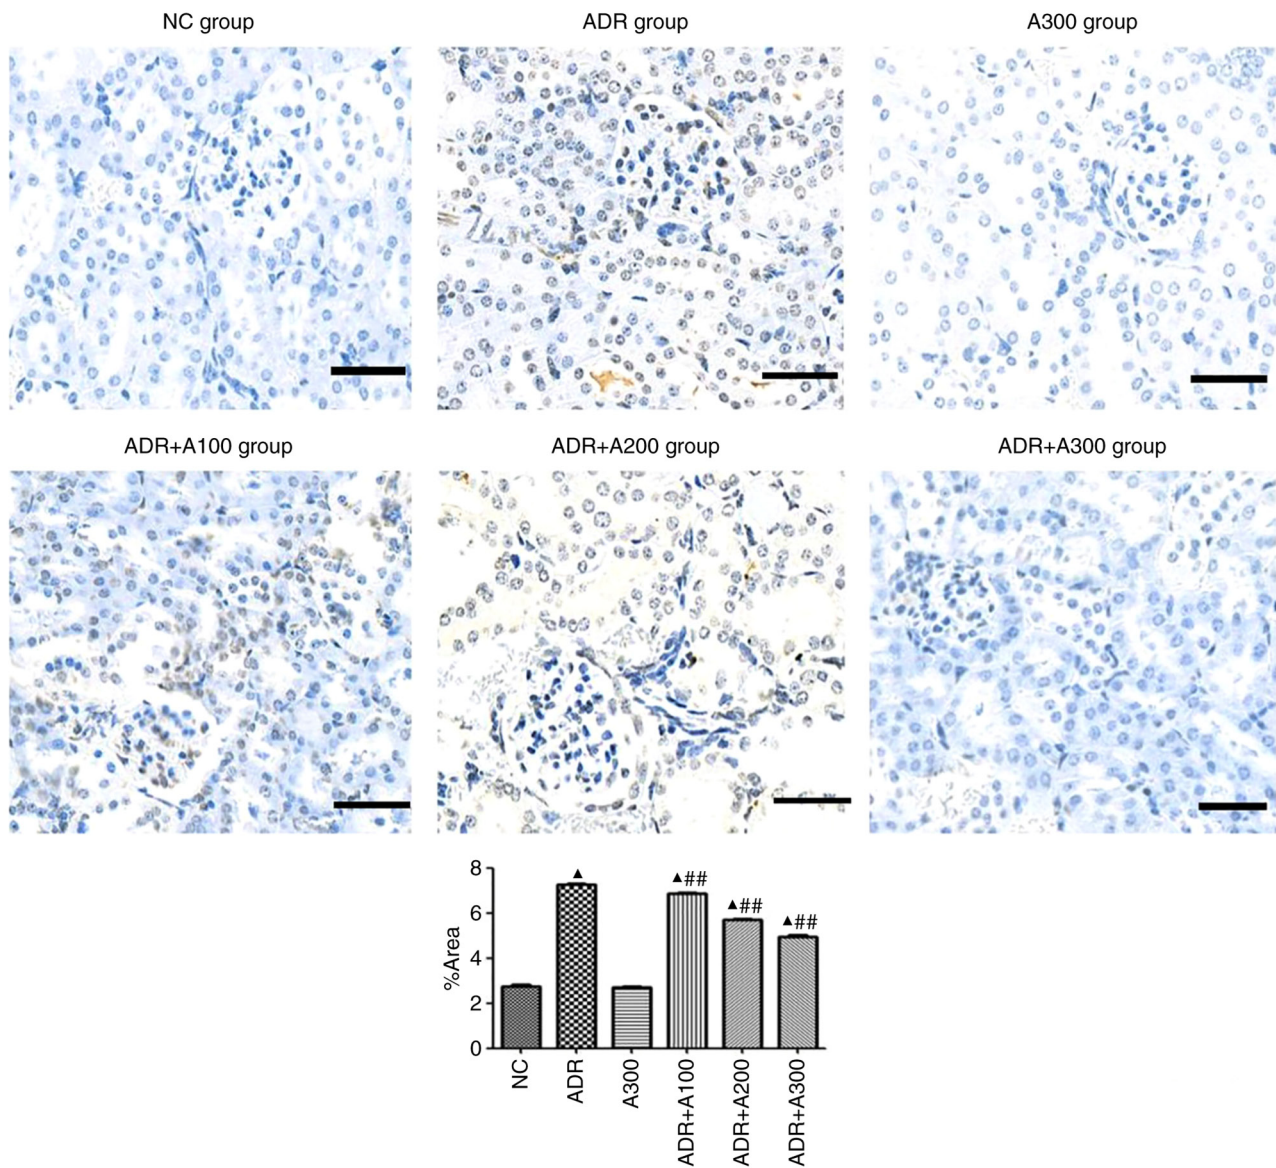 NC group
ADR group
A300 group
ADR+A100 group
ADR+A200 group
ADR+A300 group
%Area
8
6
4
2
0
▲
▲##
▲##
▲##
NC
ADR
A300
ADR+A100
ADR+A200
ADR+A300